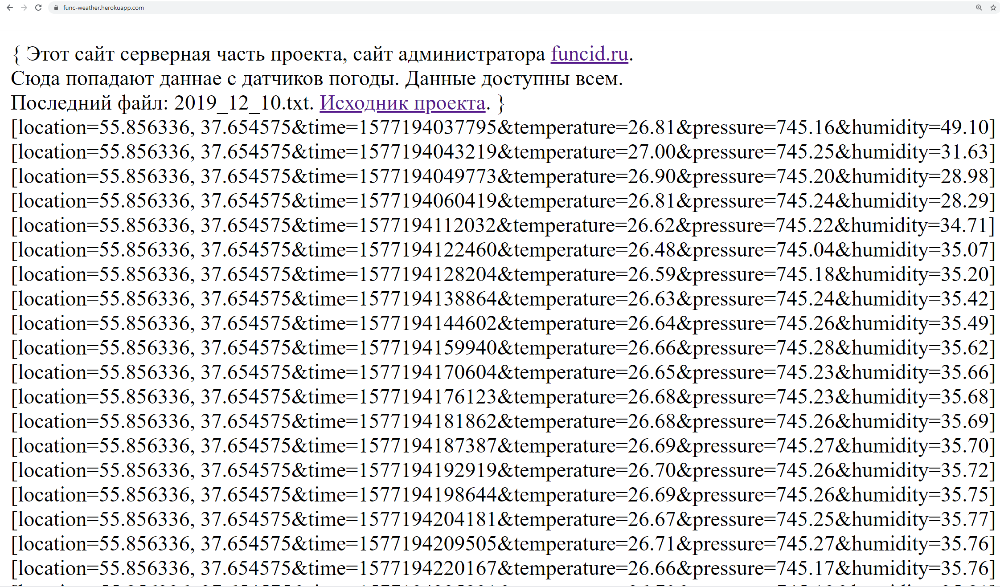 func-weather.herokuapp.com
{ Этот сайт серверная часть проекта, сайт администратора funcid.ru.
Сюда попадают даннае с датчиков погоды. Данные доступны всем.
Последний файл: 2019_12_10.txt. Исходник проекта. }
[location=55.856336, 37.654575&time=1577194037795&temperature=26.81&pressure=745.16&humidity=49.10]
[location=55.856336, 37.654575&time=1577194043219&temperature=27.00&pressure=745.25&humidity=31.63]
[location=55.856336, 37.654575&time=1577194049773&temperature=26.90&pressure=745.20&humidity=28.98]
[location=55.856336, 37.654575&time=1577194060419&temperature=26.81&pressure=745.24&humidity=28.29]
[location=55.856336, 37.654575&time=1577194112032&temperature=26.62&pressure=745.22&humidity=34.71]
[location=55.856336, 37.654575&time=1577194122460&temperature=26.48&pressure=745.04&humidity=35.07]
[location=55.856336, 37.654575&time=1577194128204&temperature=26.59&pressure=745.18&humidity=35.20]
[location=55.856336, 37.654575&time=1577194138864&temperature=26.63&pressure=745.24&humidity=35.42]
[location=55.856336, 37.654575&time=1577194144602&temperature=26.64&pressure=745.26&humidity=35.49]
[location=55.856336, 37.654575&time=1577194159940&temperature=26.66&pressure=745.28&humidity=35.62]
[location=55.856336, 37.654575&time=1577194170604&temperature=26.65&pressure=745.23&humidity=35.66]
[location=55.856336, 37.654575&time=1577194176123&temperature=26.68&pressure=745.23&humidity=35.68]
[location=55.856336, 37.654575&time=1577194181862&temperature=26.68&pressure=745.26&humidity=35.69]
[location=55.856336, 37.654575&time=1577194187387&temperature=26.69&pressure=745.27&humidity=35.70]
[location=55.856336, 37.654575&time=1577194192919&temperature=26.70&pressure=745.26&humidity=35.72]
[location=55.856336, 37.654575&time=1577194198644&temperature=26.69&pressure=745.26&humidity=35.75]
[location=55.856336, 37.654575&time=1577194204181&temperature=26.67&pressure=745.25&humidity=35.77]
[location=55.856336, 37.654575&time=1577194209505&temperature=26.71&pressure=745.27&humidity=35.76]
[location=55.856336, 37.654575&time=1577194220167&temperature=26.66&pressure=745.17&humidity=35.76]